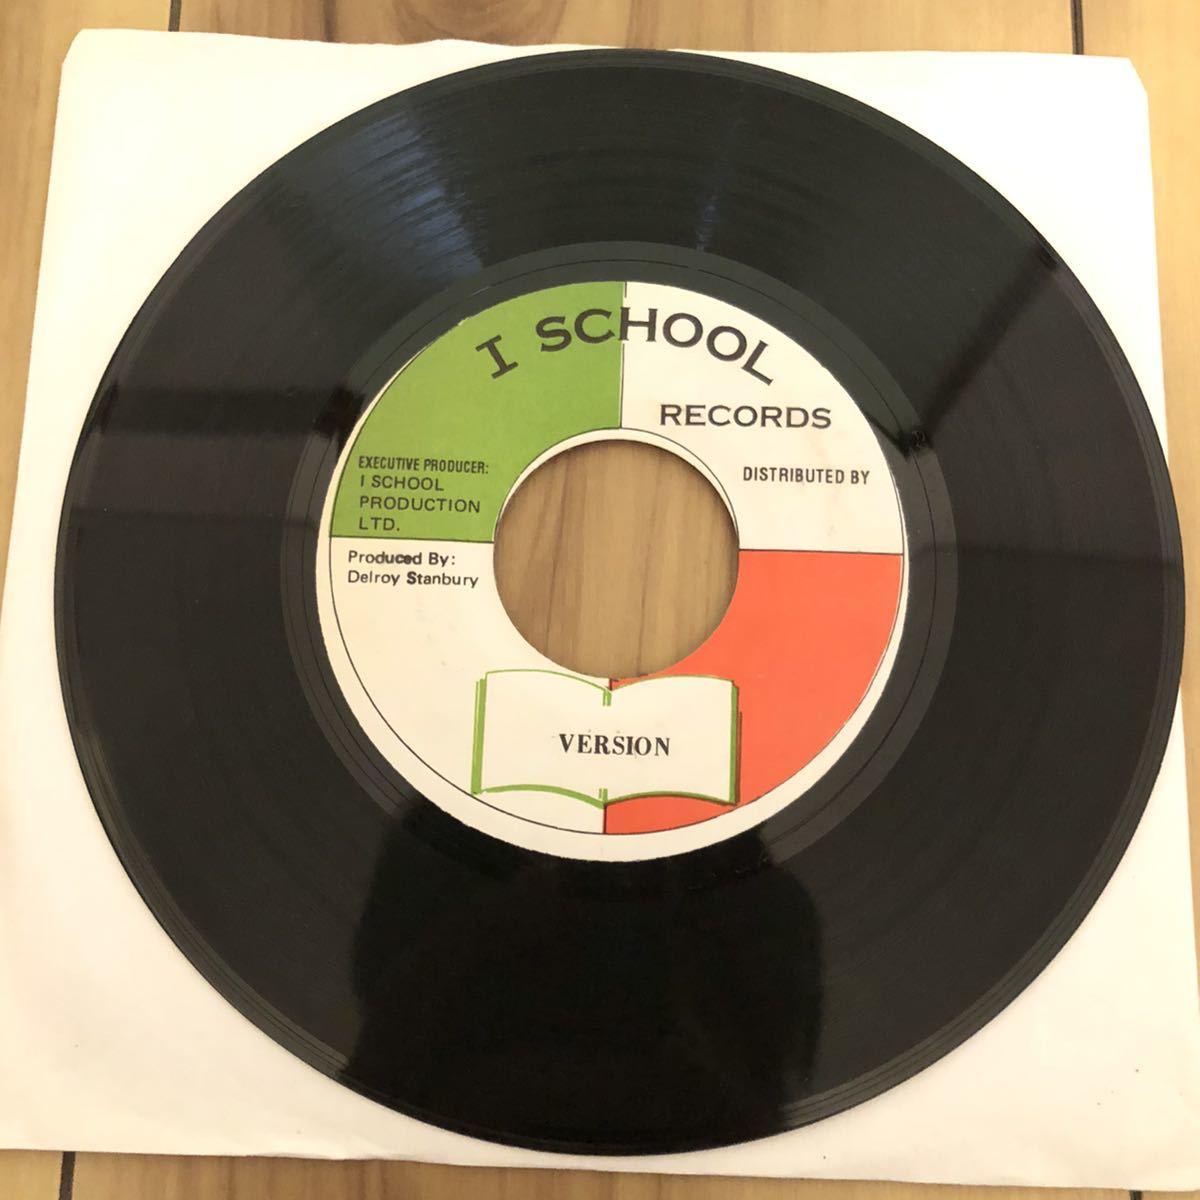 I SCHOOL
RECORDS
EXECUTIVE PRODUCER:
I SCHOOL
PRODUCTION
LTD.
DISTRIBUTED BY
Produced By:
Delroy Stanbury
VERSION